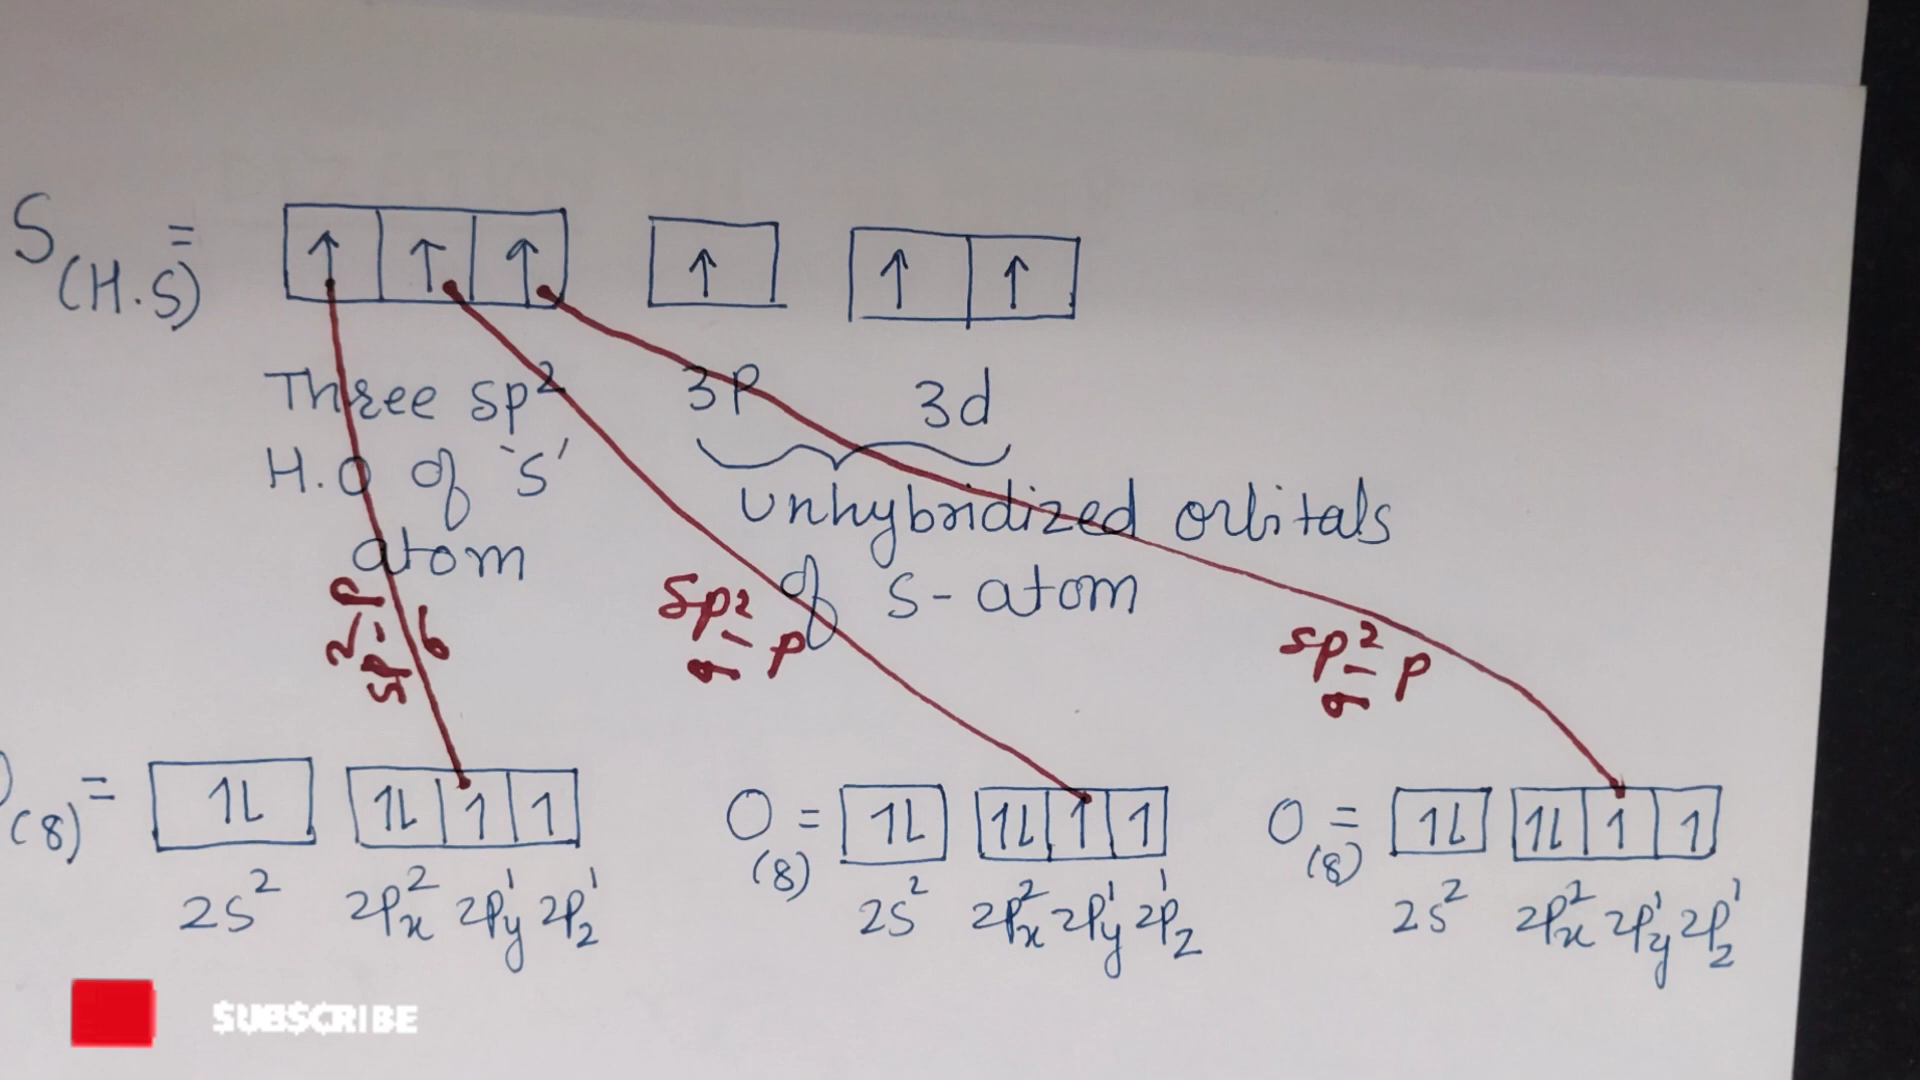 S(H.S) = ↑ ↑ ↑ ↑ ↑ ↑
Three sp² 3p 3d
H.O of 's'
atom
unhybridized orbitals
of s-atom
sp²-p
σ
sp²-p
σ
sp²-p
σ
(8) = 1L 1L 1 1
2s² 2px² 2py¹ 2pz¹
O(8) = 1L 1L 1 1
2s² 2px² 2py¹ 2pz¹
O(8) = 1L 1L 1 1
2s² 2px² 2py¹ 2pz¹
SUBSCRIBE